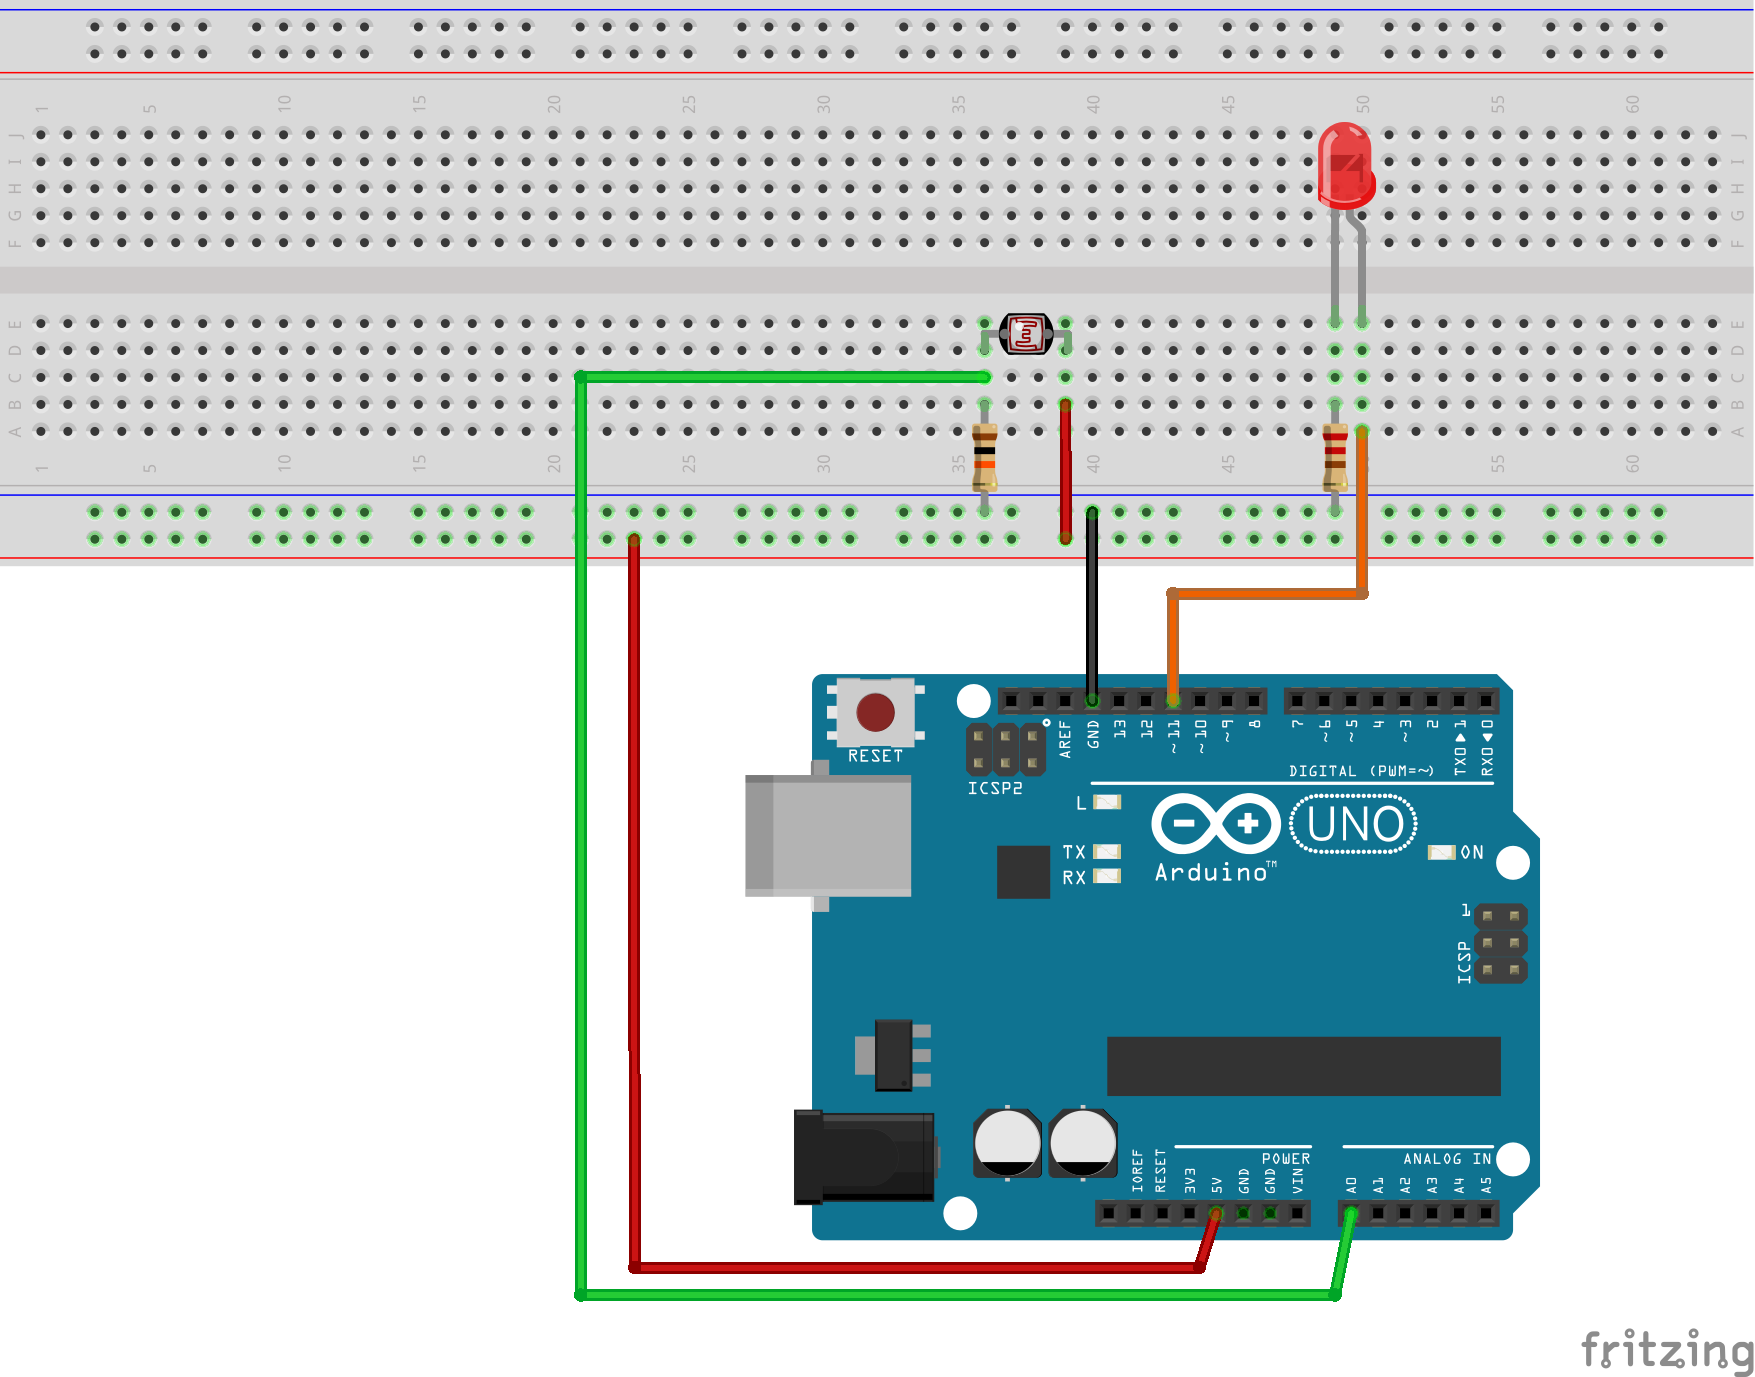 1 5 10 15 20 25 30 35 40 45 50 55 60
J J
I I
H H
G G
F F
E E
D D
C C
B B
A A
1 5 10 15 20 25 30 35 40 45 55 60
AREF GND 13 12 ~11 ~10 ~9 8 7 ~6 ~5 4 ~3 2 TX0 1 RX0 0
RESET
DIGITAL (PWM=~)
ICSP2
L
TX
RX
UNO
ON
Arduino™
1
ICSP
POWER
ANALOG IN
IOREF RESET 3V3 5V GND GND VIN A0 A1 A2 A3 A4 A5
fritzing